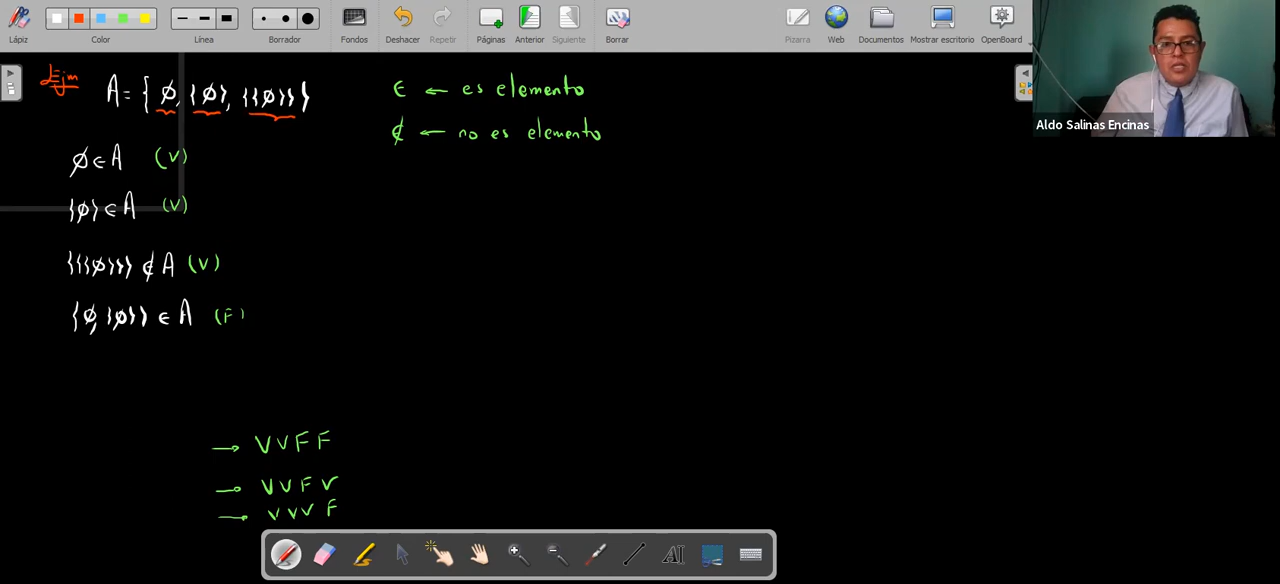 Lápiz Color Línea Borrador Fondos Deshacer Repetir Páginas Anterior Siguiente Borrar Pizarra Web Documentos Mostrar escritorio OpenBoard
Aldo Salinas Encinas
Ejm A = { ∅, {∅}, {{∅}} }
∈ ← es elemento
∉ ← no es elemento
∅ ∈ A (V)
{∅} ∈ A (V)
{{{∅}}} ∉ A (V)
{∅, {∅}} ∈ A (F)
→ V V F F
→ V V F V
→ V V V F
AI